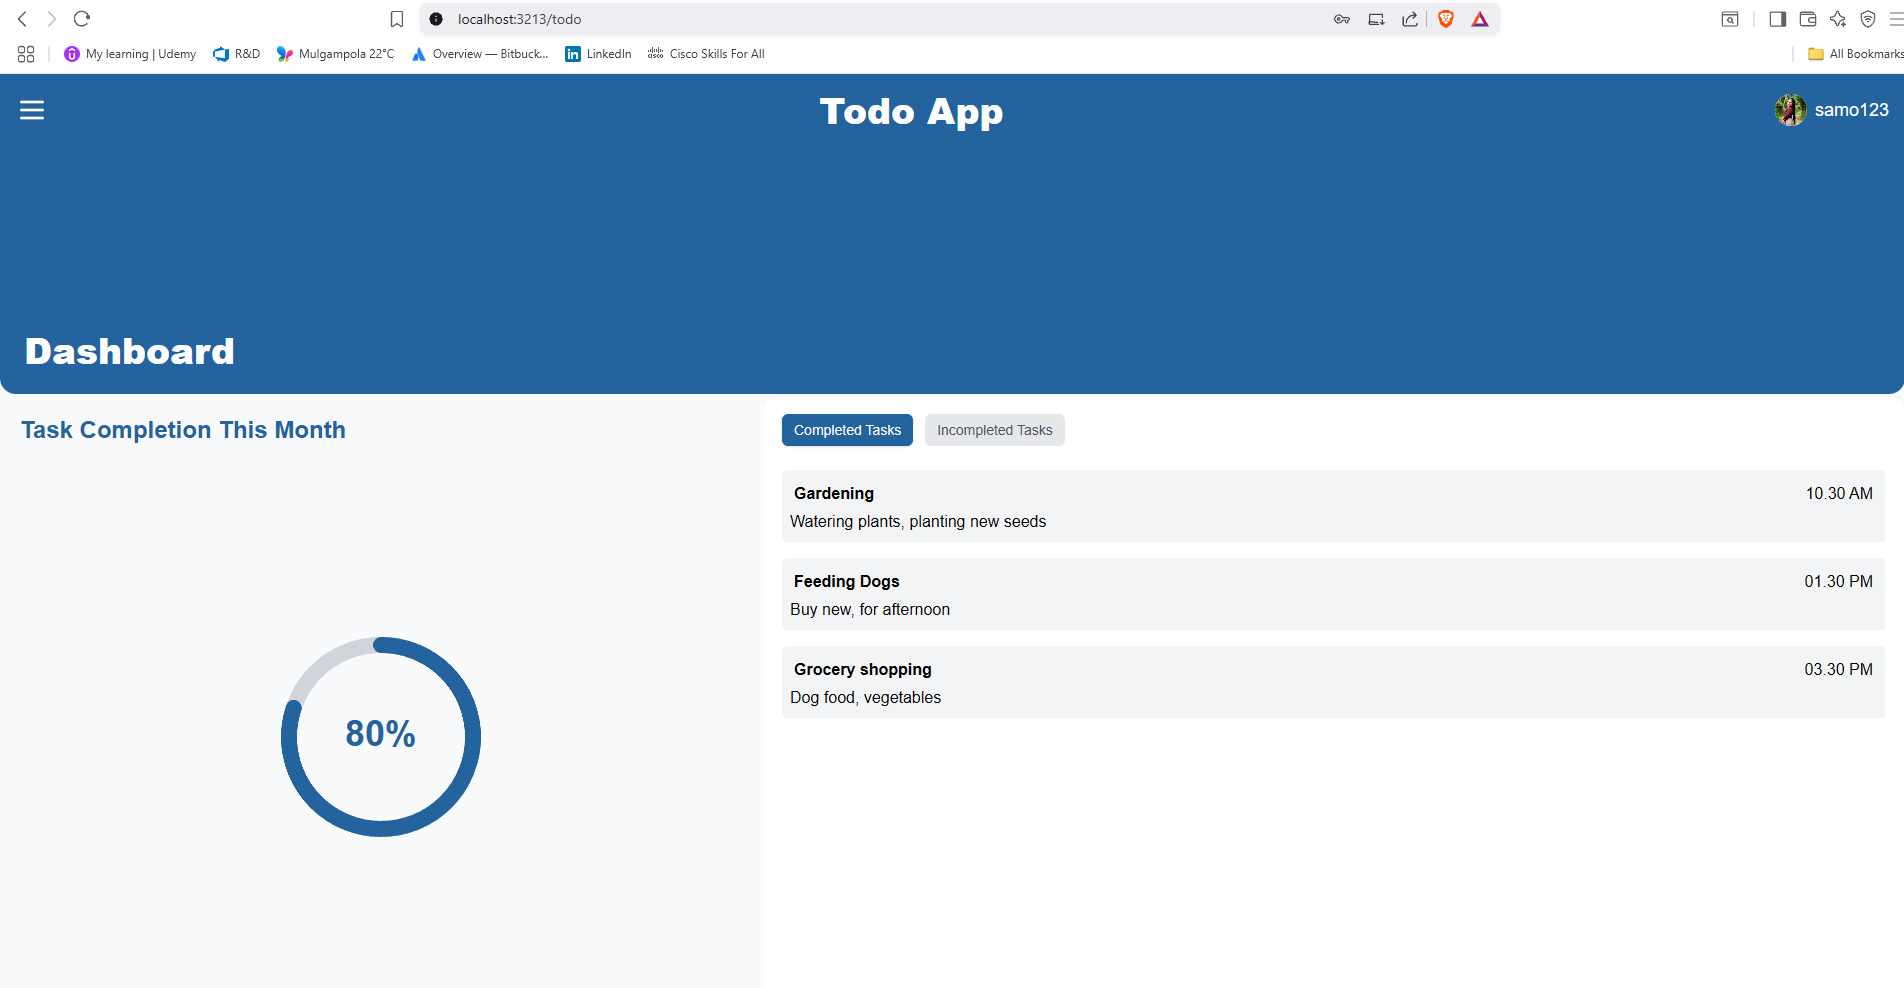 localhost:3213/todo
My learning | Udemy
R&D
Mulgampola 22°C
Overview — Bitbuck...
LinkedIn
Cisco Skills For All
All Bookmarks
Todo App
samo123
Dashboard
Task Completion This Month
80%
Completed Tasks
Incompleted Tasks
Gardening
10.30 AM
Watering plants, planting new seeds
Feeding Dogs
01.30 PM
Buy new, for afternoon
Grocery shopping
03.30 PM
Dog food, vegetables